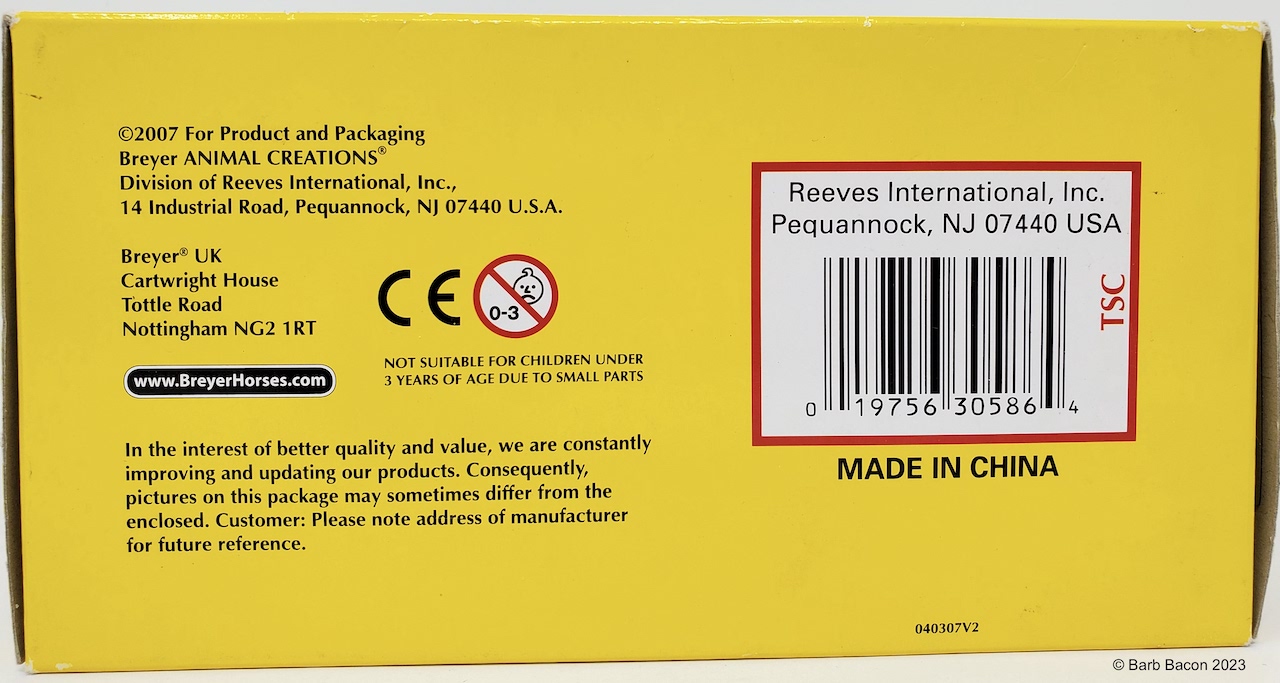 ©2007 For Product and Packaging
Breyer ANIMAL CREATIONS®
Division of Reeves International, Inc.,
14 Industrial Road, Pequannock, NJ 07440 U.S.A.
Breyer® UK
Cartwright House
Tottle Road
Nottingham NG2 1RT
www.BreyerHorses.com
CE
0-3
NOT SUITABLE FOR CHILDREN UNDER
3 YEARS OF AGE DUE TO SMALL PARTS
In the interest of better quality and value, we are constantly
improving and updating our products. Consequently,
pictures on this package may sometimes differ from the
enclosed. Customer: Please note address of manufacturer
for future reference.
Reeves International, Inc.
Pequannock, NJ 07440 USA
TSC
0 19756 30586 4
MADE IN CHINA
040307V2
© Barb Bacon 2023